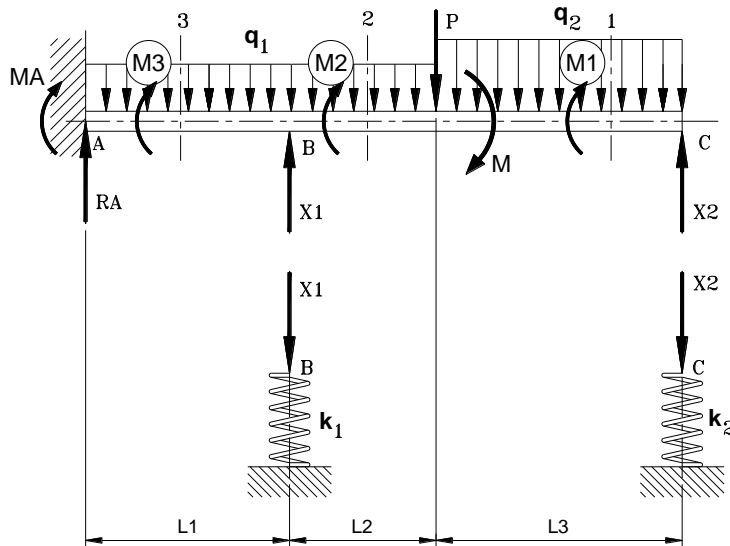 3 q1 2 q2 1
P
MA M3 M2 M1
A B C
M
RA X1 X2
X1 X2
B C
k1 k2
L1 L2 L3